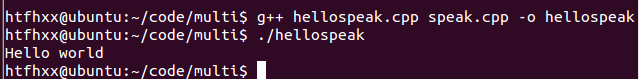 htfhxx@ubuntu:~/code/multi$ g++ hellospeak.cpp speak.cpp -o hellospeak
htfhxx@ubuntu:~/code/multi$ ./hellospeak
Hello world
htfhxx@ubuntu:~/code/multi$